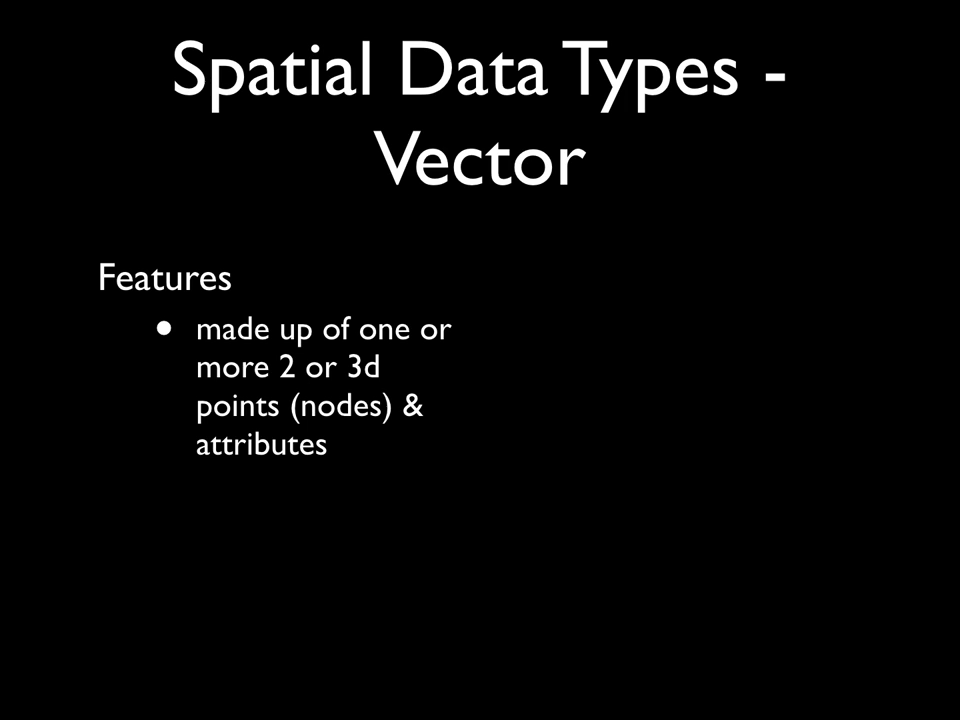 Spatial Data Types -
Vector
Features
• made up of one or
more 2 or 3d
points (nodes) &
attributes